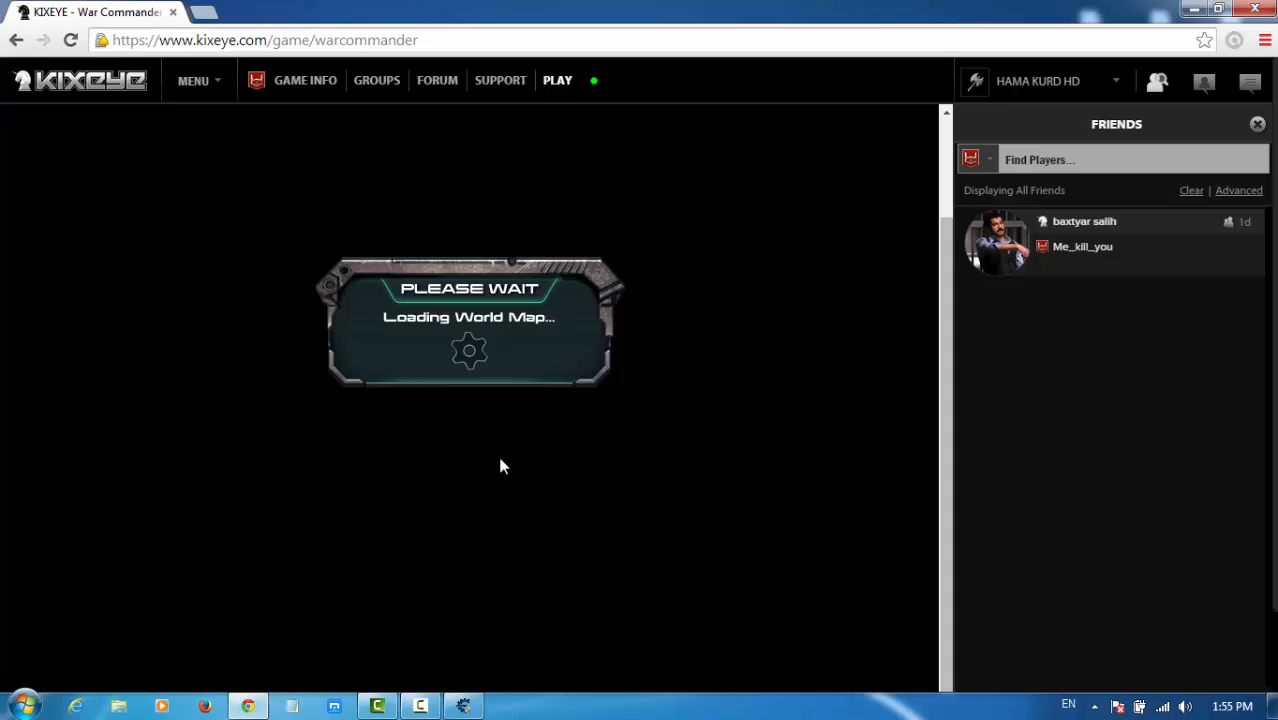 KIXEYE - War Commander
https://www.kixeye.com/game/warcommander
KIXEYE
MENU
GAME INFO
GROUPS
FORUM
SUPPORT
PLAY
HAMA KURD HD
FRIENDS
Find Players...
Displaying All Friends
Clear | Advanced
baxtyar salih
1d
Me_kill_you
PLEASE WAIT
Loading World Map...
EN
1:55 PM